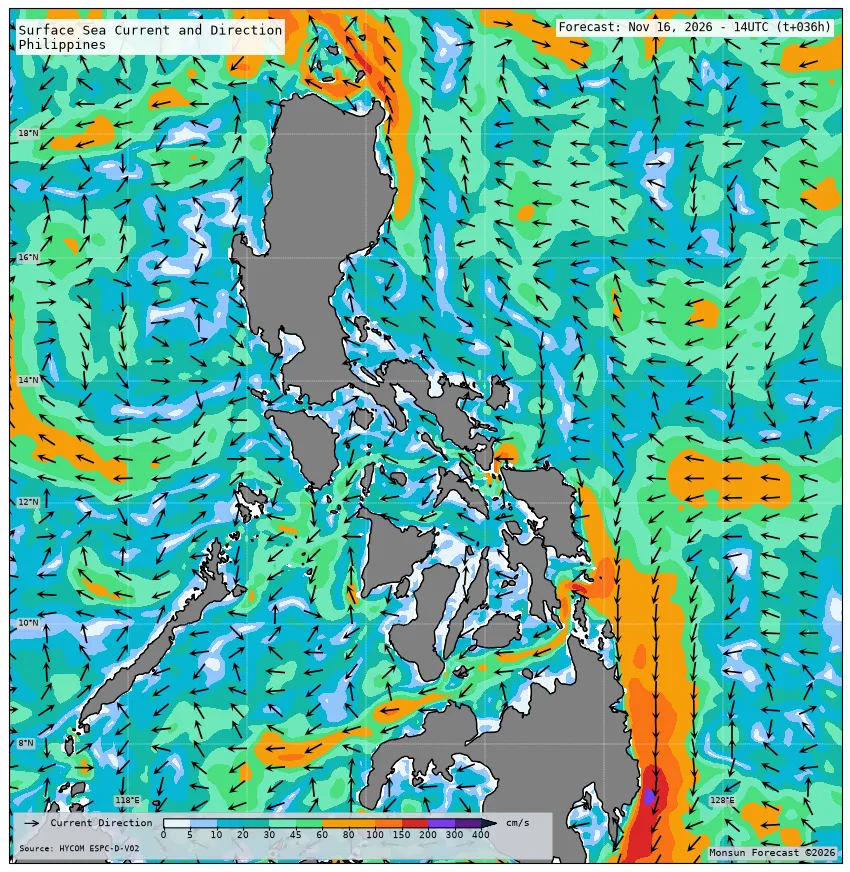 Surface Sea Current and Direction
Philippines
Forecast: Nov 16, 2026 - 14UTC (t+036h)
18°N
16°N
14°N
12°N
10°N
8°N
118°E
128°E
Current Direction
0 5 10 20 30 45 60 80 100 150 200 300 400
cm/s
Source: HYCOM ESPC-D-V02
Monsun Forecast ©2026